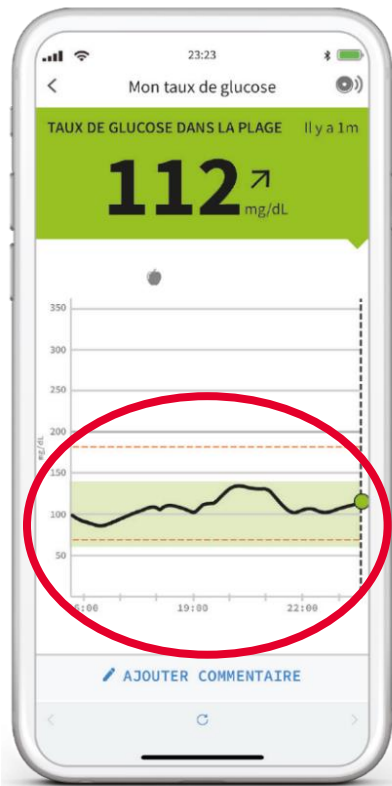 23:23
Mon taux de glucose
TAUX DE GLUCOSE DANS LA PLAGE Il y a 1m
112
mg/dL
350
300
250
200
mg/dL
150
100
50
19:00
22:00
AJOUTER COMMENTAIRE